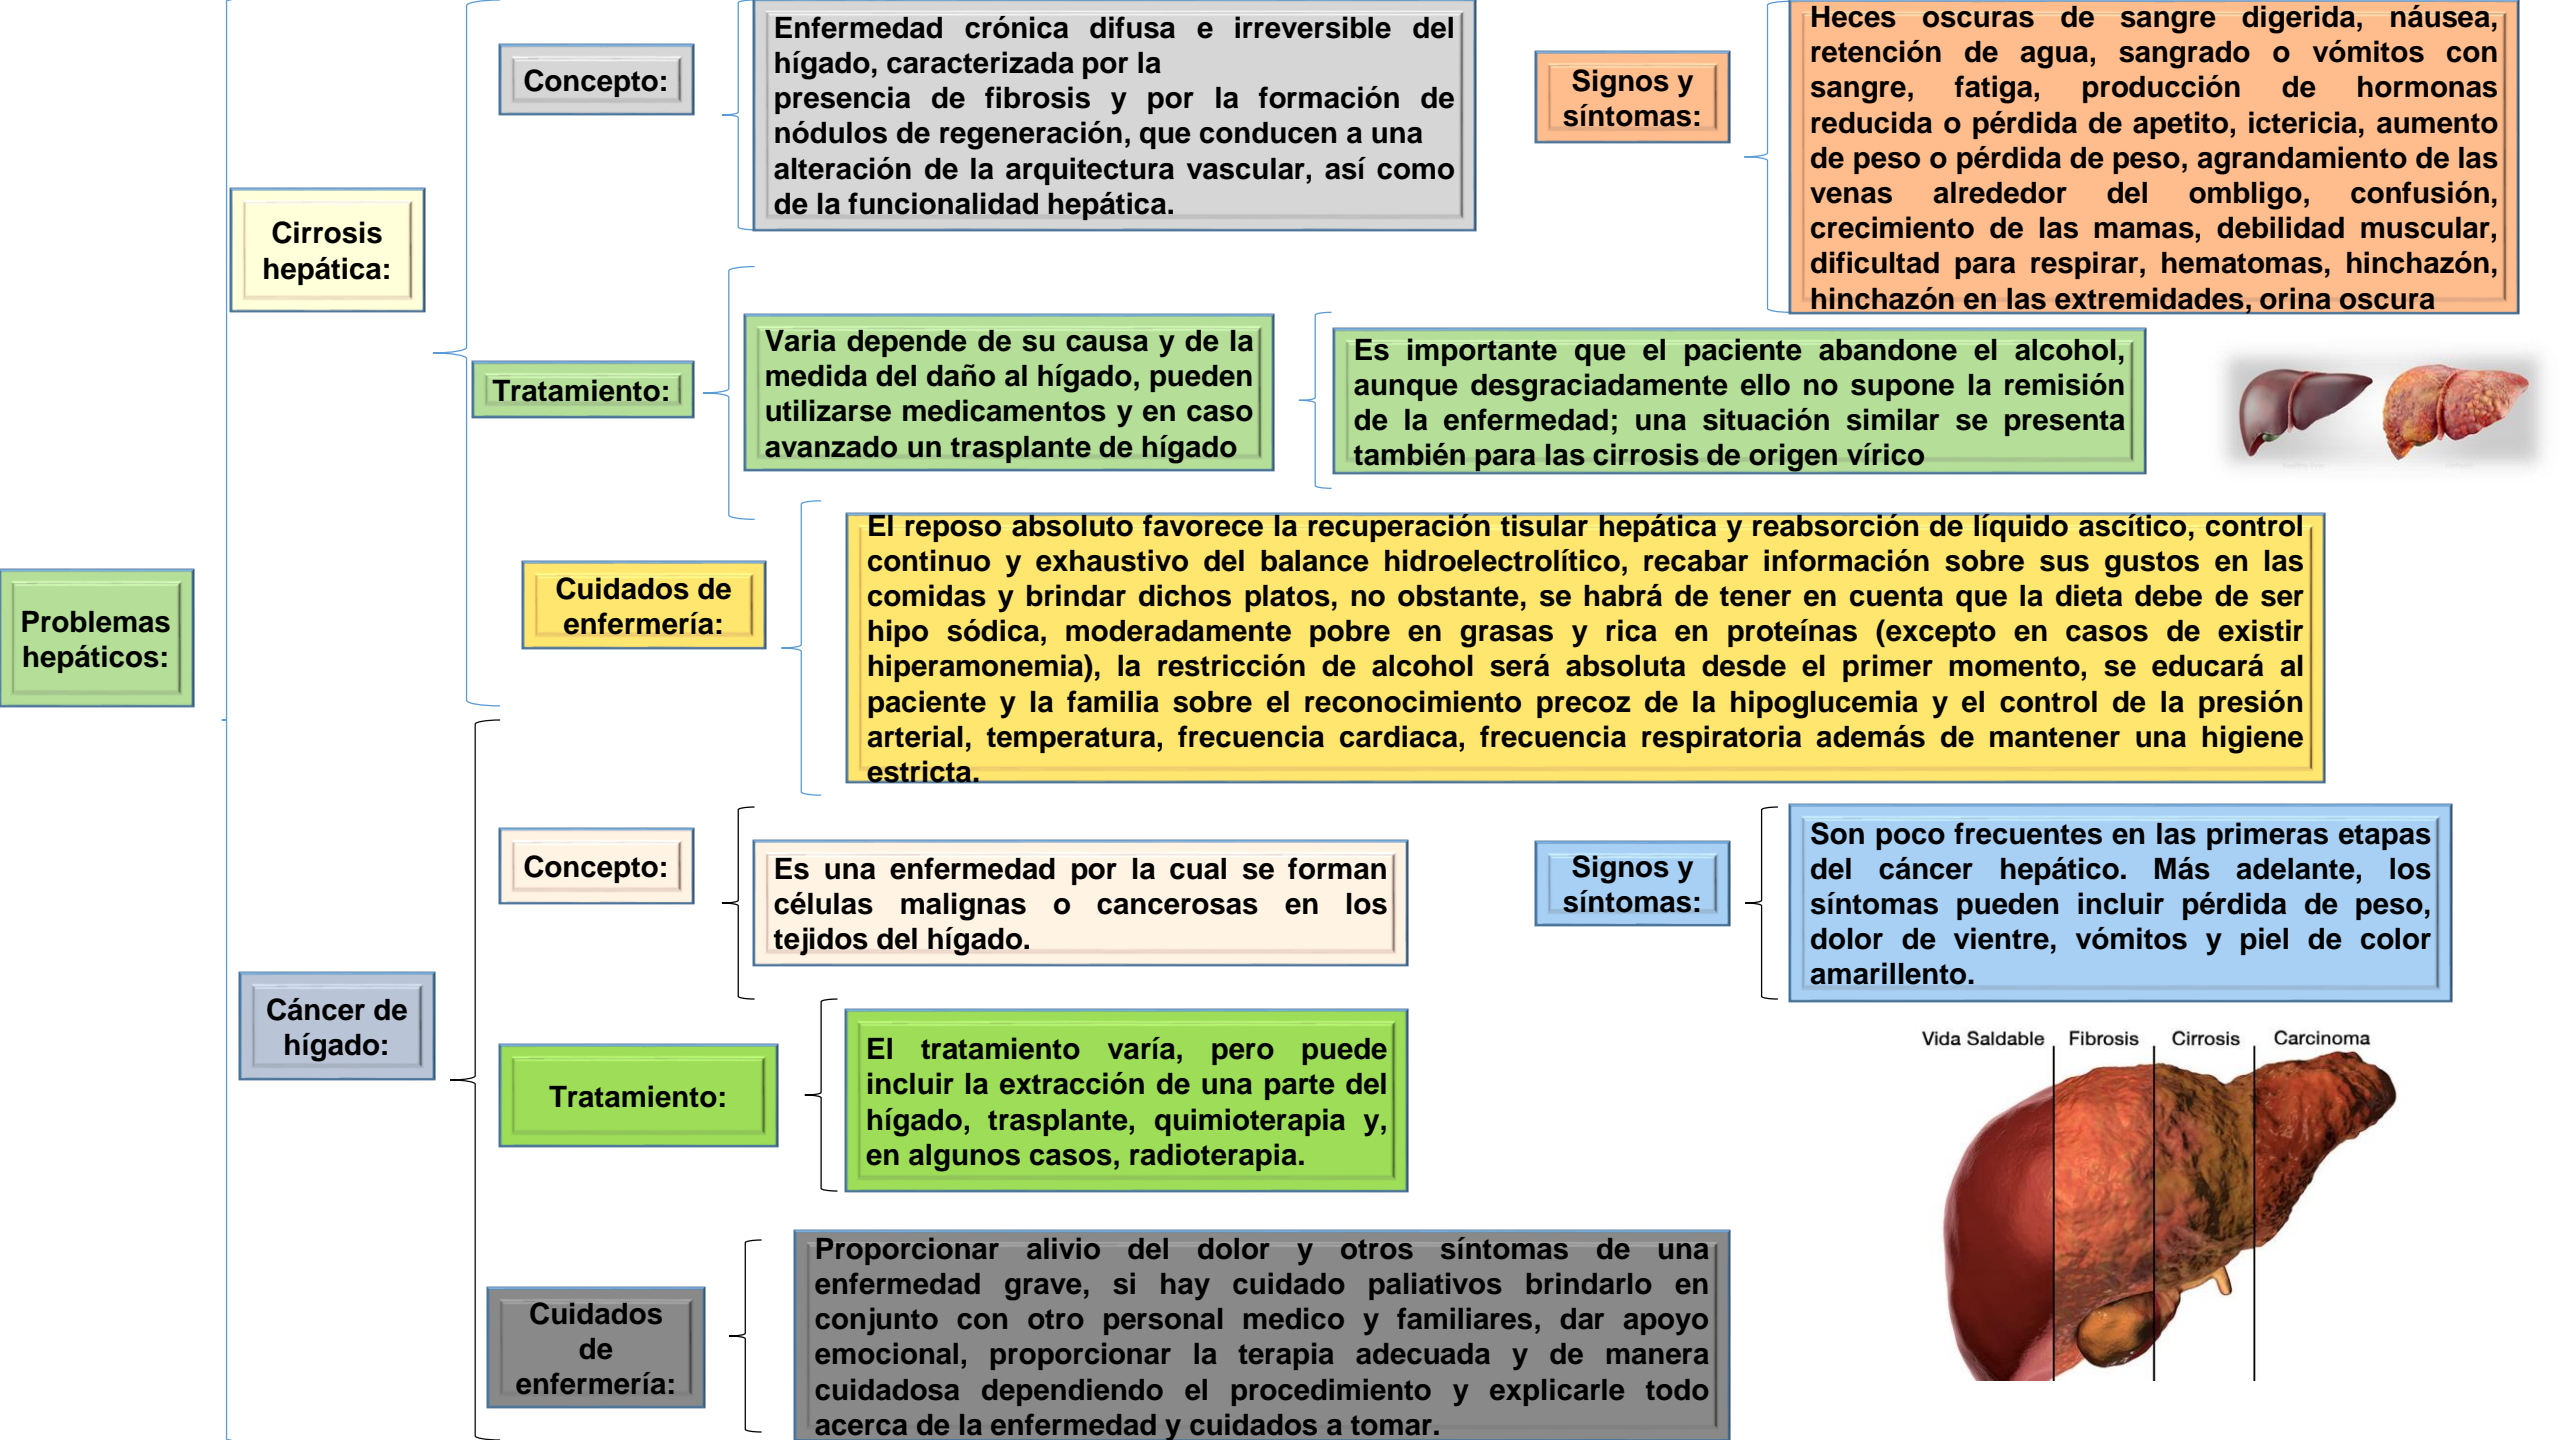 Problemas
hepáticos:
Cirrosis
hepática:
Concepto:
Enfermedad crónica difusa e irreversible del
hígado, caracterizada por la
presencia de fibrosis y por la formación de
nódulos de regeneración, que conducen a una
alteración de la arquitectura vascular, así como
de la funcionalidad hepática.
Signos y
síntomas:
Heces oscuras de sangre digerida, náusea,
retención de agua, sangrado o vómitos con
sangre, fatiga, producción de hormonas
reducida o pérdida de apetito, ictericia, aumento
de peso o pérdida de peso, agrandamiento de las
venas alrededor del ombligo, confusión,
crecimiento de las mamas, debilidad muscular,
dificultad para respirar, hematomas, hinchazón,
hinchazón en las extremidades, orina oscura
Tratamiento:
Varia depende de su causa y de la
medida del daño al hígado, pueden
utilizarse medicamentos y en caso
avanzado un trasplante de hígado
Es importante que el paciente abandone el alcohol,
aunque desgraciadamente ello no supone la remisión
de la enfermedad; una situación similar se presenta
también para las cirrosis de origen vírico
Cuidados de
enfermería:
El reposo absoluto favorece la recuperación tisular hepática y reabsorción de líquido ascítico, control
continuo y exhaustivo del balance hidroelectrolítico, recabar información sobre sus gustos en las
comidas y brindar dichos platos, no obstante, se habrá de tener en cuenta que la dieta debe de ser
hipo sódica, moderadamente pobre en grasas y rica en proteínas (excepto en casos de existir
hiperamonemia), la restricción de alcohol será absoluta desde el primer momento, se educará al
paciente y la familia sobre el reconocimiento precoz de la hipoglucemia y el control de la presión
arterial, temperatura, frecuencia cardiaca, frecuencia respiratoria además de mantener una higiene
estricta.
Cáncer de
hígado:
Concepto:
Es una enfermedad por la cual se forman
células malignas o cancerosas en los
tejidos del hígado.
Signos y
síntomas:
Son poco frecuentes en las primeras etapas
del cáncer hepático. Más adelante, los
síntomas pueden incluir pérdida de peso,
dolor de vientre, vómitos y piel de color
amarillento.
Tratamiento:
El tratamiento varía, pero puede
incluir la extracción de una parte del
hígado, trasplante, quimioterapia y,
en algunos casos, radioterapia.
Vida Saldable Fibrosis Cirrosis Carcinoma
Cuidados
de
enfermería:
Proporcionar alivio del dolor y otros síntomas de una
enfermedad grave, si hay cuidado paliativos brindarlo en
conjunto con otro personal medico y familiares, dar apoyo
emocional, proporcionar la terapia adecuada y de manera
cuidadosa dependiendo el procedimiento y explicarle todo
acerca de la enfermedad y cuidados a tomar.